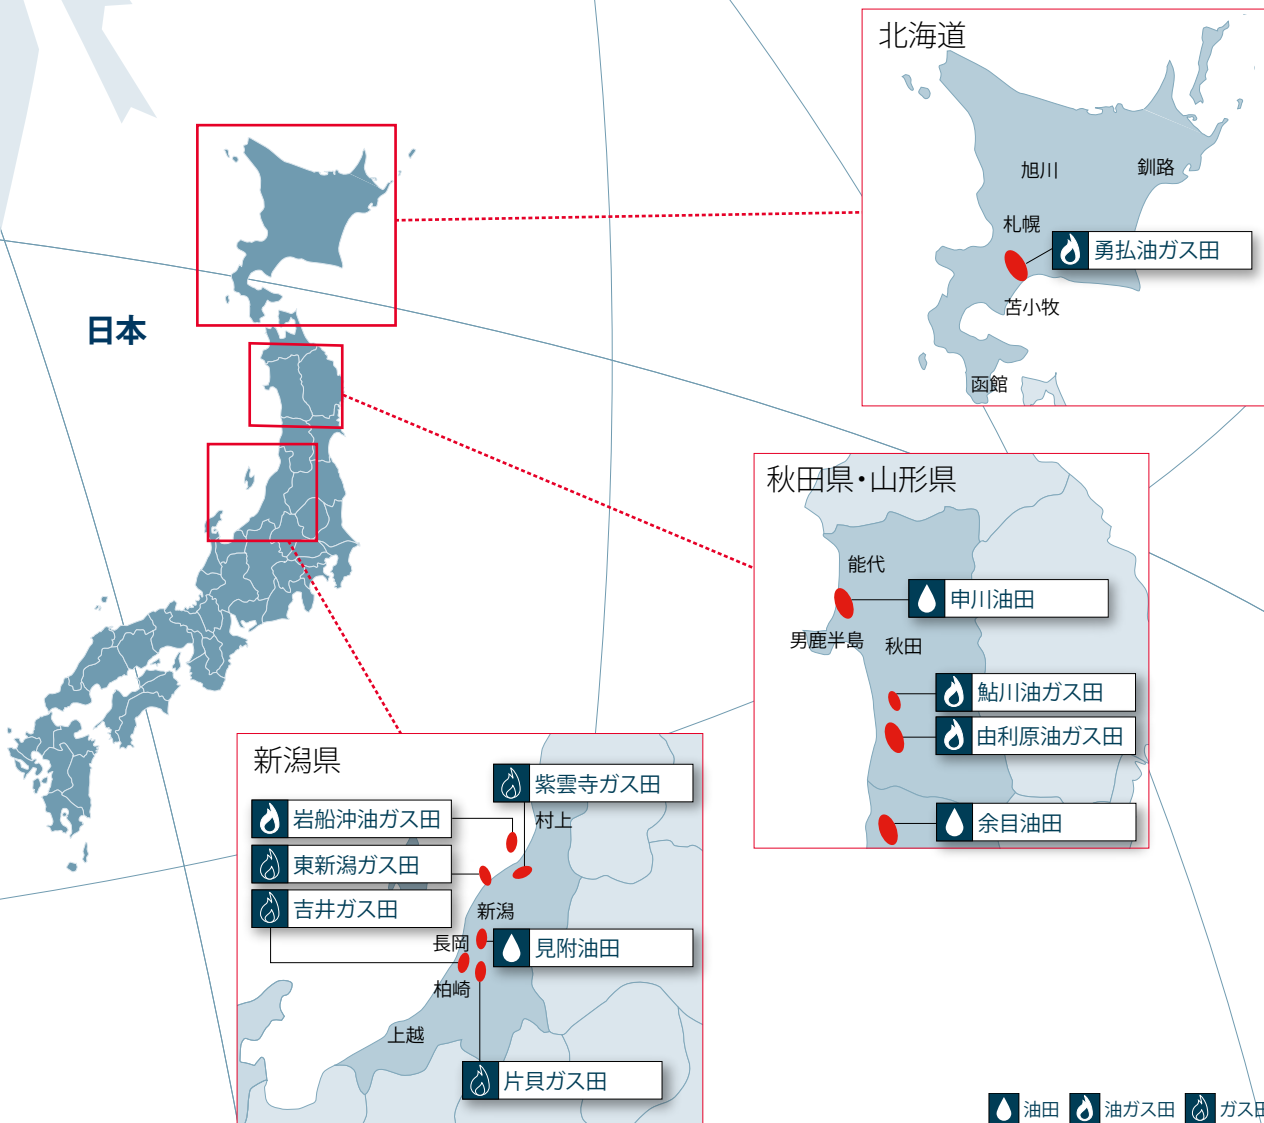 北海道
旭川
釧路
札幌
勇払油ガス田
苫小牧
函館
日本
秋田県・山形県
能代
申川油田
男鹿半島
秋田
鮎川油ガス田
由利原油ガス田
余目油田
新潟県
紫雲寺ガス田
岩船沖油ガス田
村上
東新潟ガス田
吉井ガス田
新潟
長岡
見附油田
柏崎
上越
片貝ガス田
油田 油ガス田 ガス田